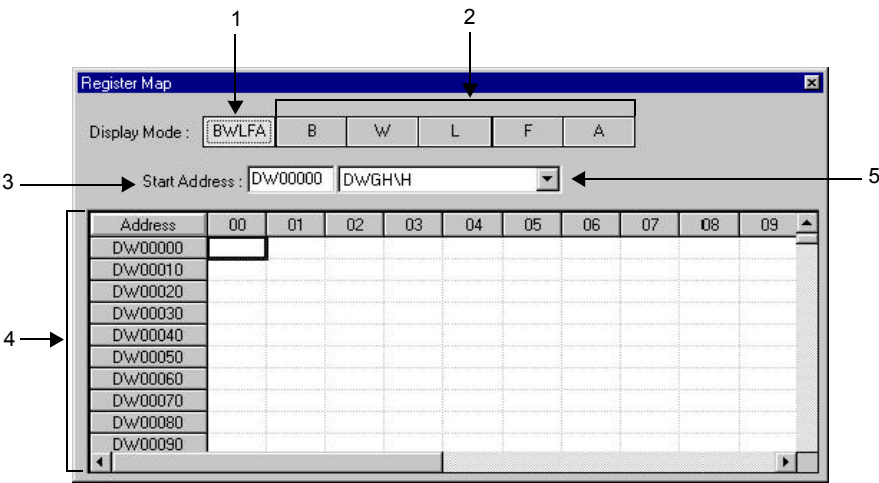 1
2
Register Map
Display Mode : BWLFA B W L F A
3
Start Address : DW00000 DWGH\H
5
Address 00 01 02 03 04 05 06 07 08 09
DW00000
DW00010
DW00020
DW00030
4
DW00040
DW00050
DW00060
DW00070
DW00080
DW00090